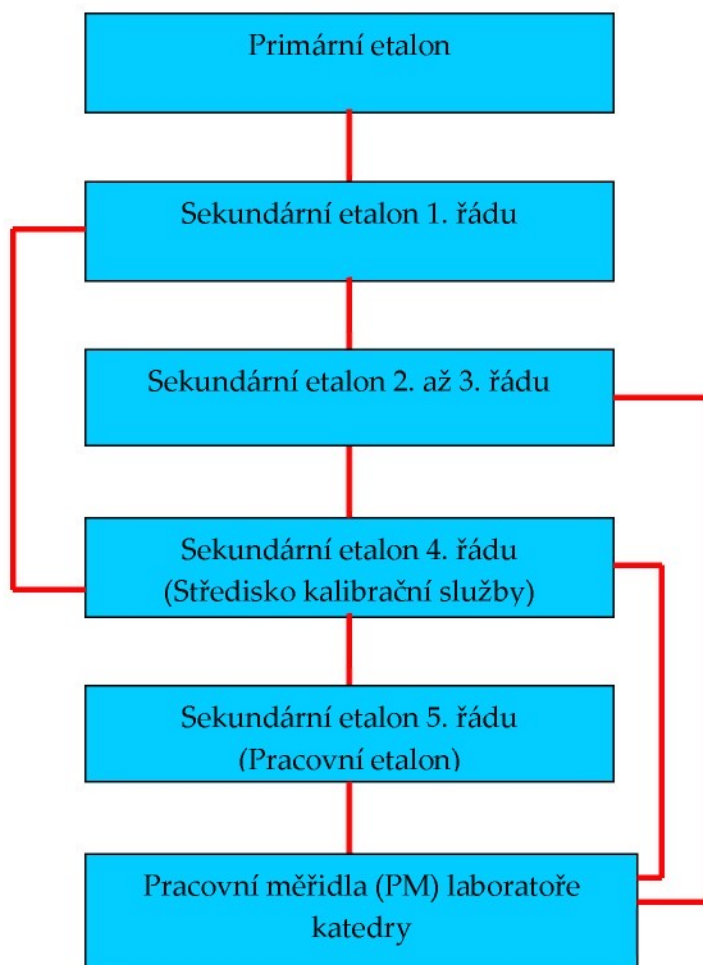 Primární etalon
Sekundární etalon 1. řádu
Sekundární etalon 2. až 3. řádu
Sekundární etalon 4. řádu
(Středisko kalibrační služby)
Sekundární etalon 5. řádu
(Pracovní etalon)
Pracovní měřidla (PM) laboratoře
katedry